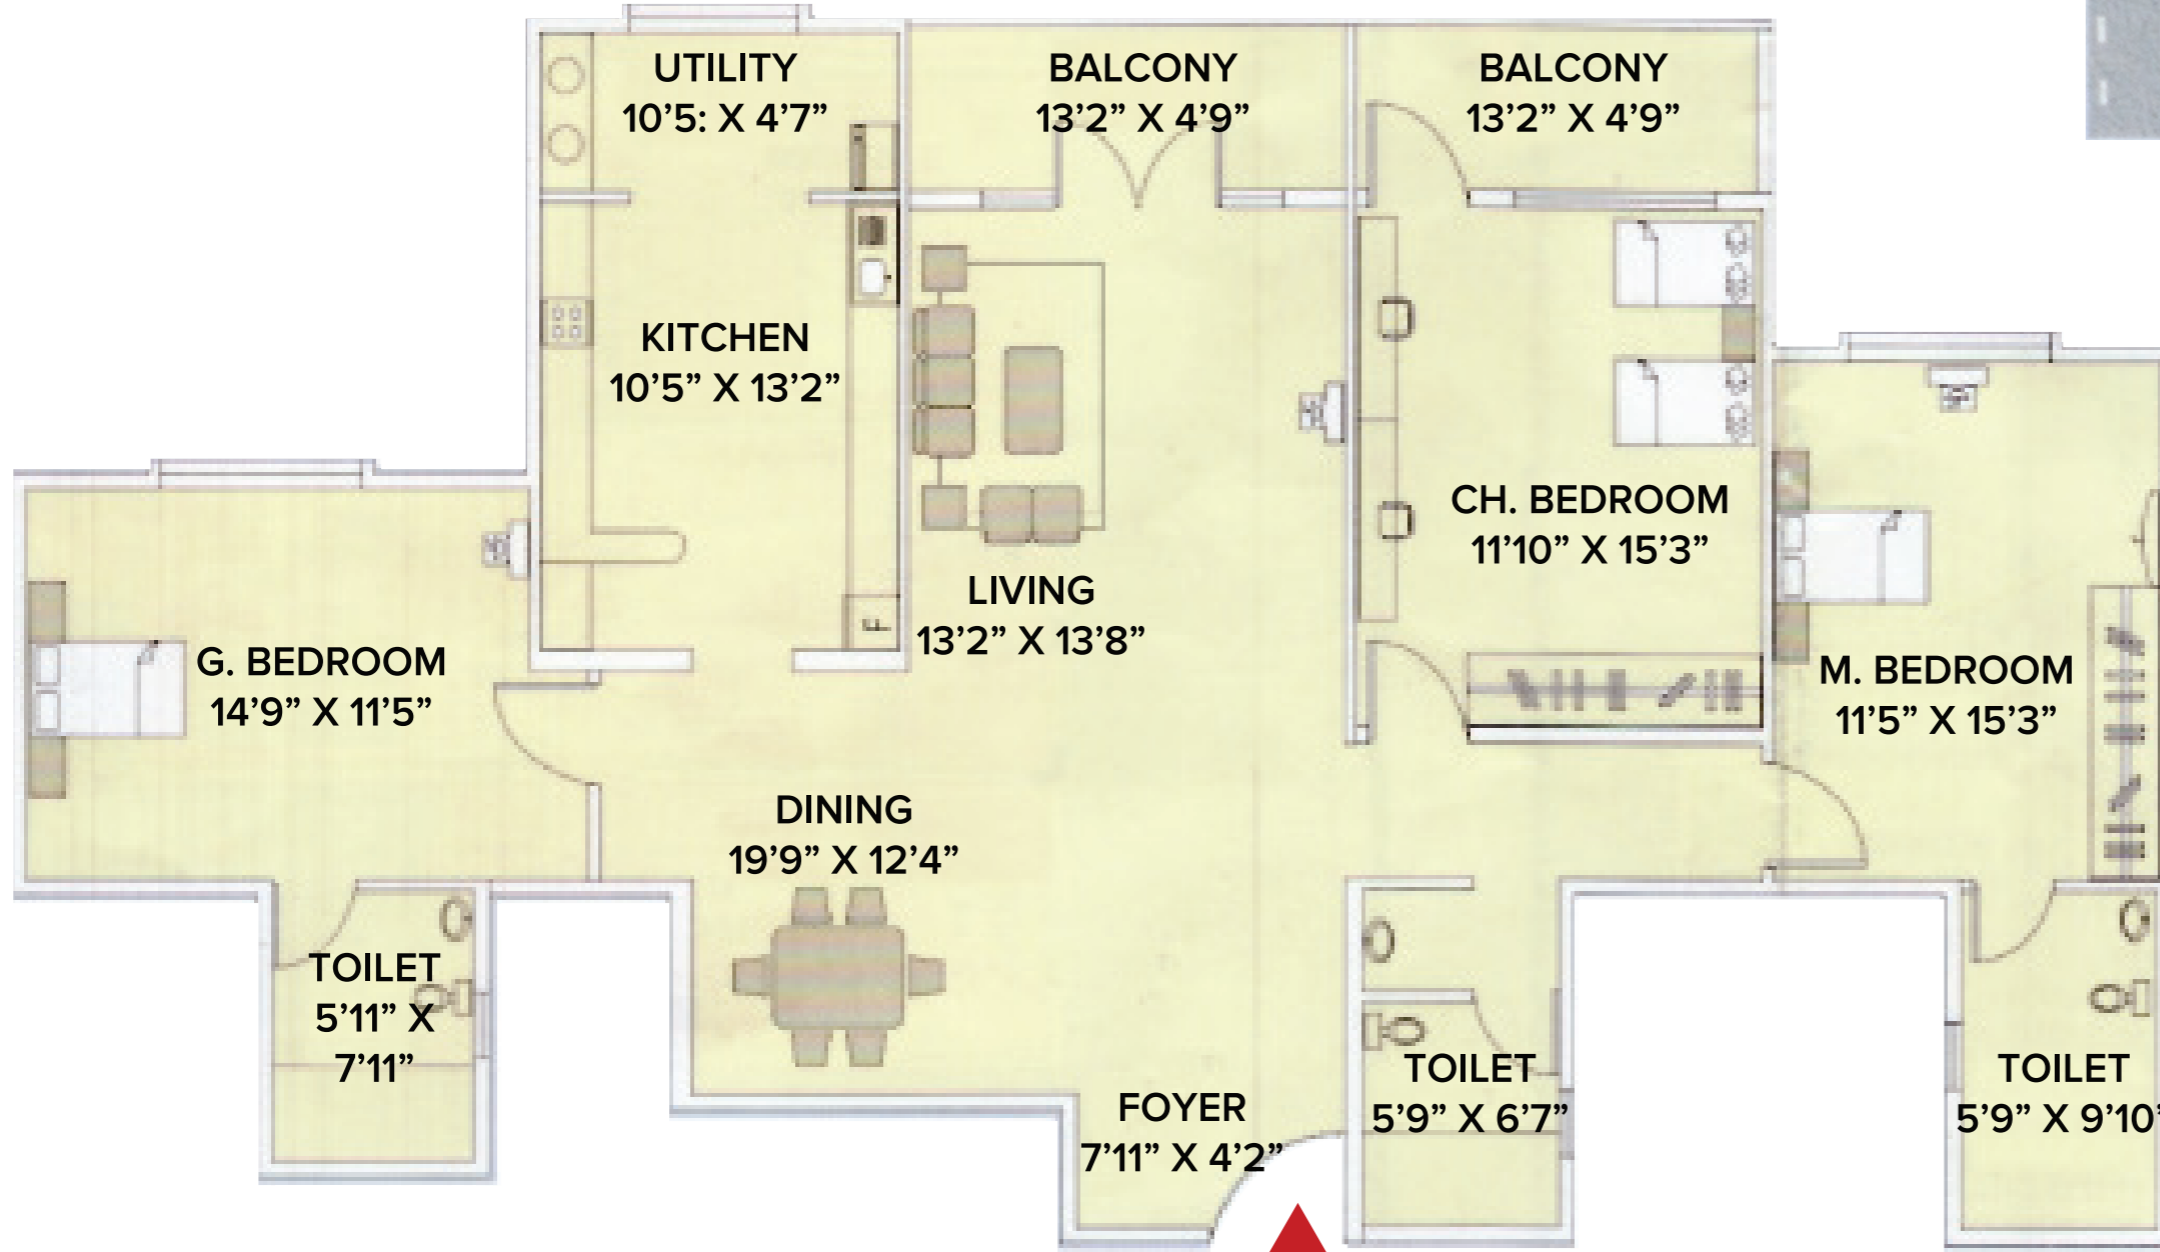 UTILITY
10’5: X 4’7”
BALCONY
13’2” X 4’9”
BALCONY
13’2” X 4’9”
KITCHEN
10’5” X 13’2”
LIVING
13’2” X 13’8”
CH. BEDROOM
11’10” X 15’3”
G. BEDROOM
14’9” X 11’5”
M. BEDROOM
11’5” X 15’3”
F
DINING
19’9” X 12’4”
TOILET
5’11” X
7’11”
FOYER
7’11” X 4’2”
TOILET
5’9” X 6’7”
TOILET
5’9” X 9’10’